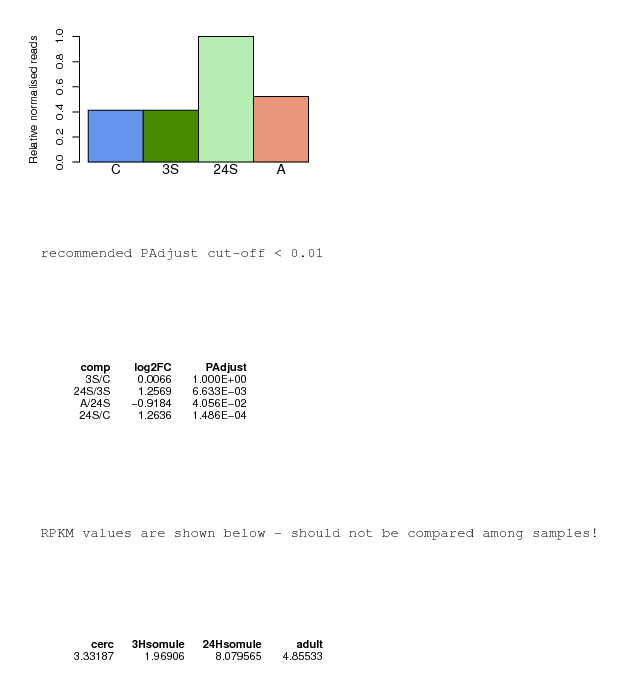 Relative normalised reads
1.0
0.8
0.6
0.4
0.2
0.0
C 3S 24S A
recommended PAdjust cut-off < 0.01
comp log2FC PAdjust
3S/C 0.0066 1.000E+00
24S/3S 1.2569 6.633E−03
A/24S −0.9184 4.056E−02
24S/C 1.2636 1.486E−04
RPKM values are shown below - should not be compared among samples!
cerc 3Hsomule 24Hsomule adult
3.33187 1.96906 8.079565 4.85533